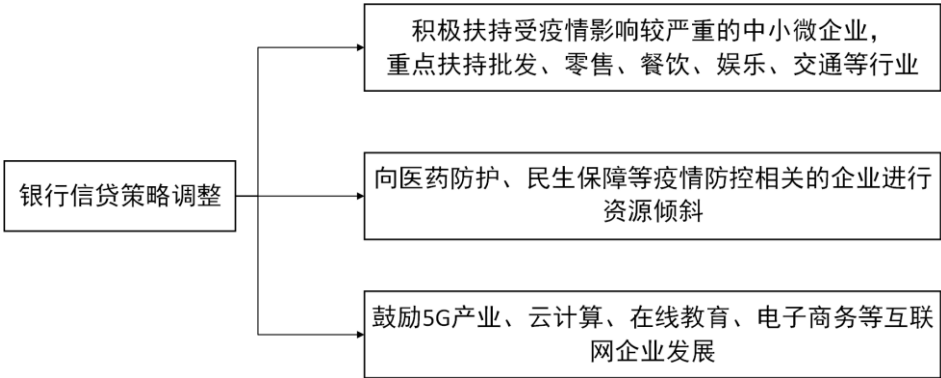 积极扶持受疫情影响较严重的中小微企业，
重点扶持批发、零售、餐饮、娱乐、交通等行业
银行信贷策略调整
向医药防护、民生保障等疫情防控相关的企业进行
资源倾斜
鼓励5G产业、云计算、在线教育、电子商务等互联
网企业发展